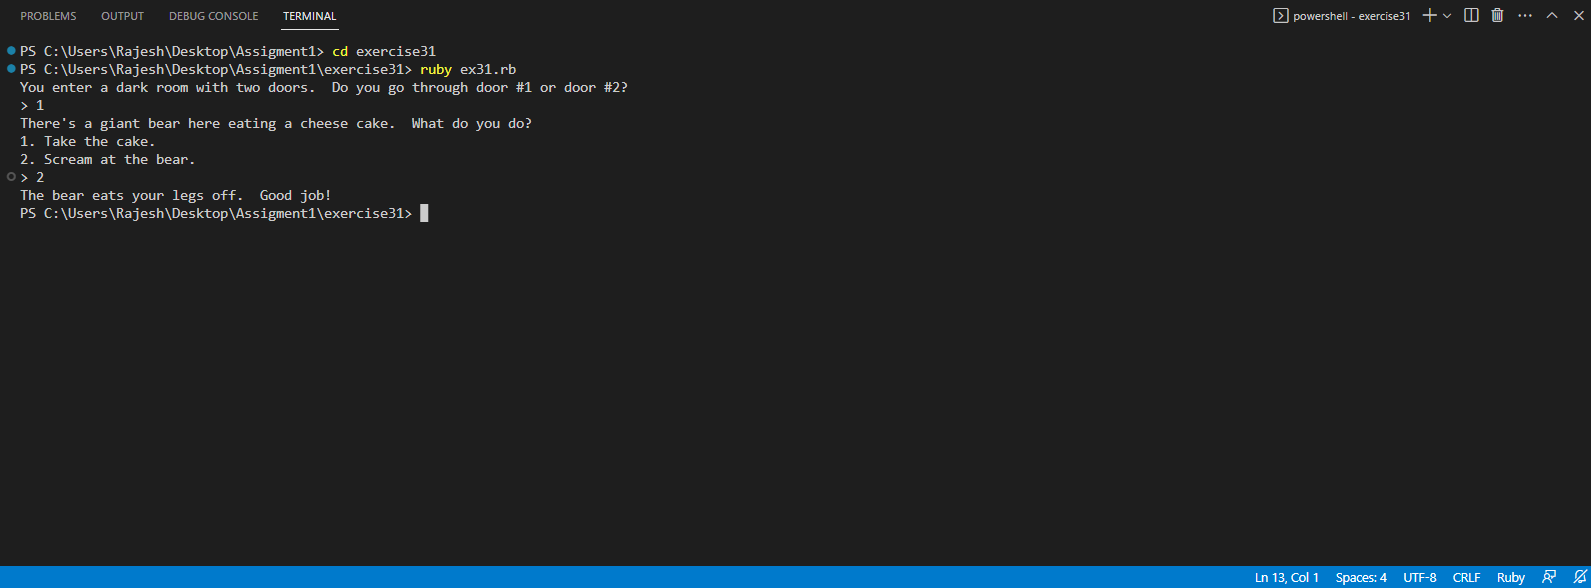 PROBLEMS OUTPUT DEBUG CONSOLE TERMINAL powershell - exercise31
PS C:\Users\Rajesh\Desktop\Assigment1> cd exercise31
PS C:\Users\Rajesh\Desktop\Assigment1\exercise31> ruby ex31.rb
You enter a dark room with two doors.  Do you go through door #1 or door #2?
> 1
There's a giant bear here eating a cheese cake.  What do you do?
1. Take the cake.
2. Scream at the bear.
> 2
The bear eats your legs off.  Good job!
PS C:\Users\Rajesh\Desktop\Assigment1\exercise31>
Ln 13, Col 1 Spaces: 4 UTF-8 CRLF Ruby